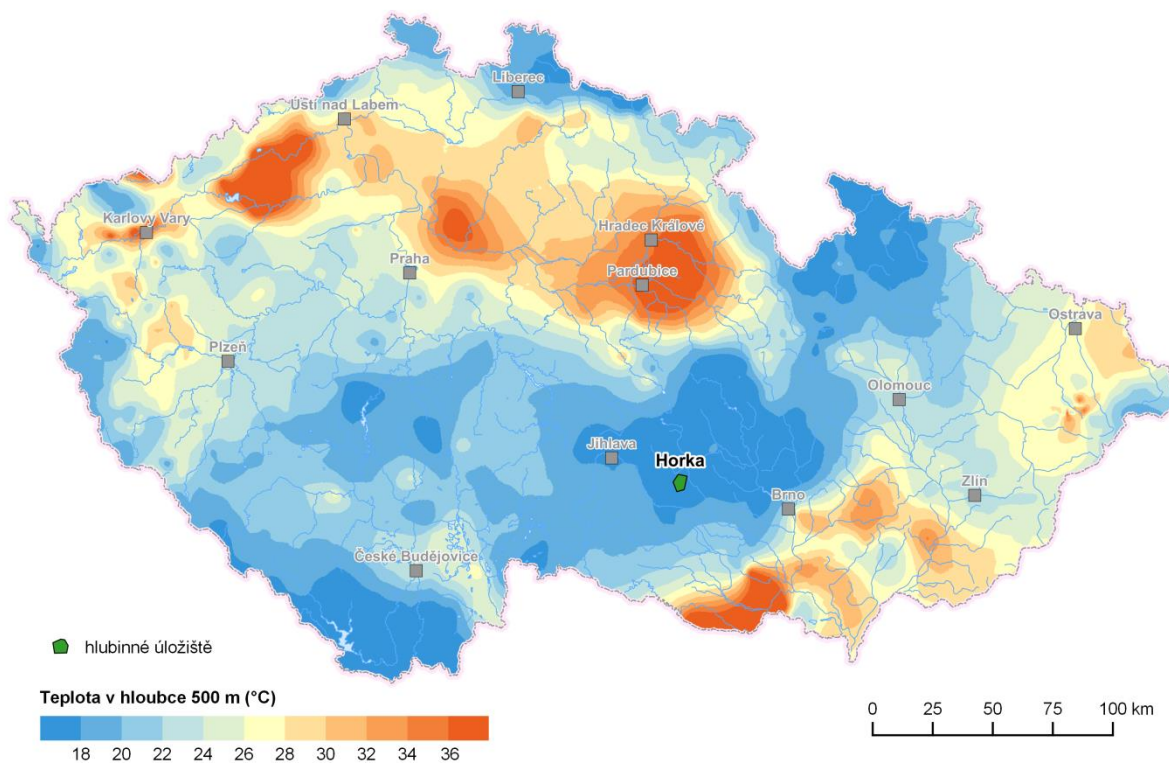 Liberec
Ústí nad Labem
Karlovy Vary
Hradec Králové
Praha
Pardubice
Ostrava
Plzeň
Olomouc
Jihlava
Horka
Zlín
Brno
České Budějovice
hlubinné úložiště
Teplota v hloubce 500 m (°C)
18 20 22 24 26 28 30 32 34 36
0 25 50 75 100 km